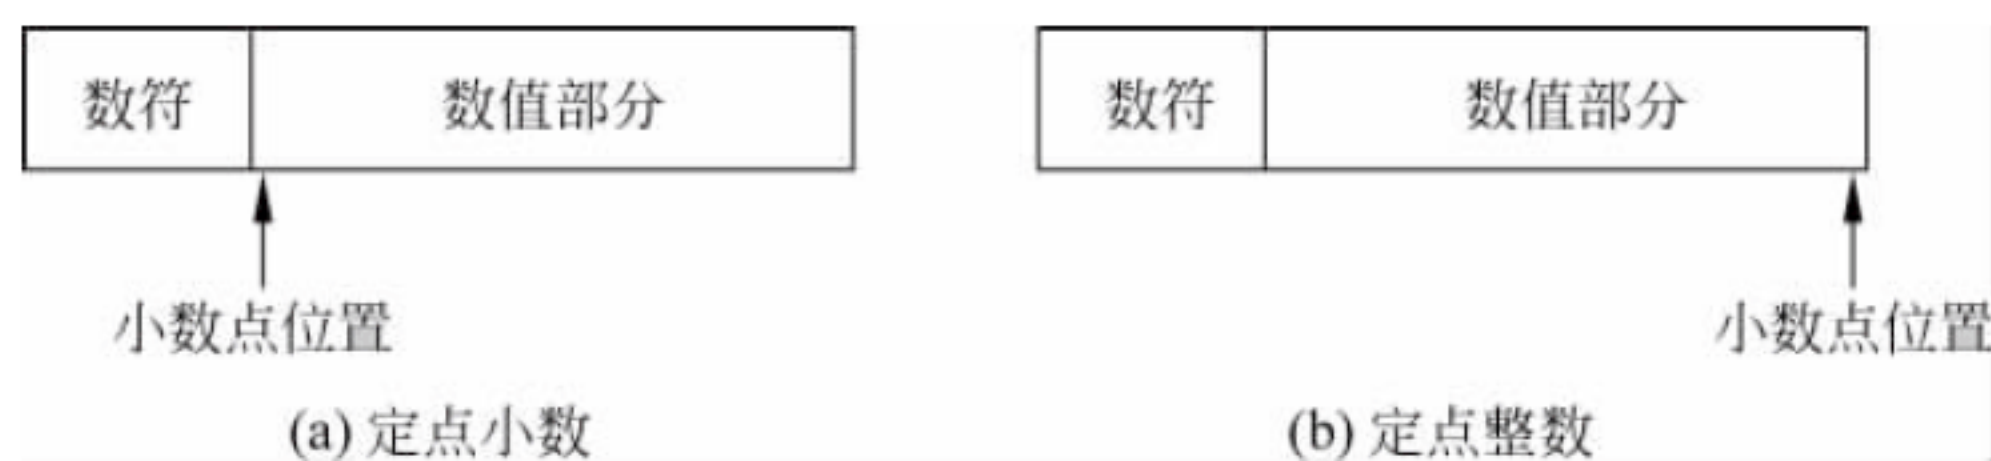 数符 数值部分 数符 数值部分
小数点位置 小数点位置
(a) 定点小数 (b) 定点整数